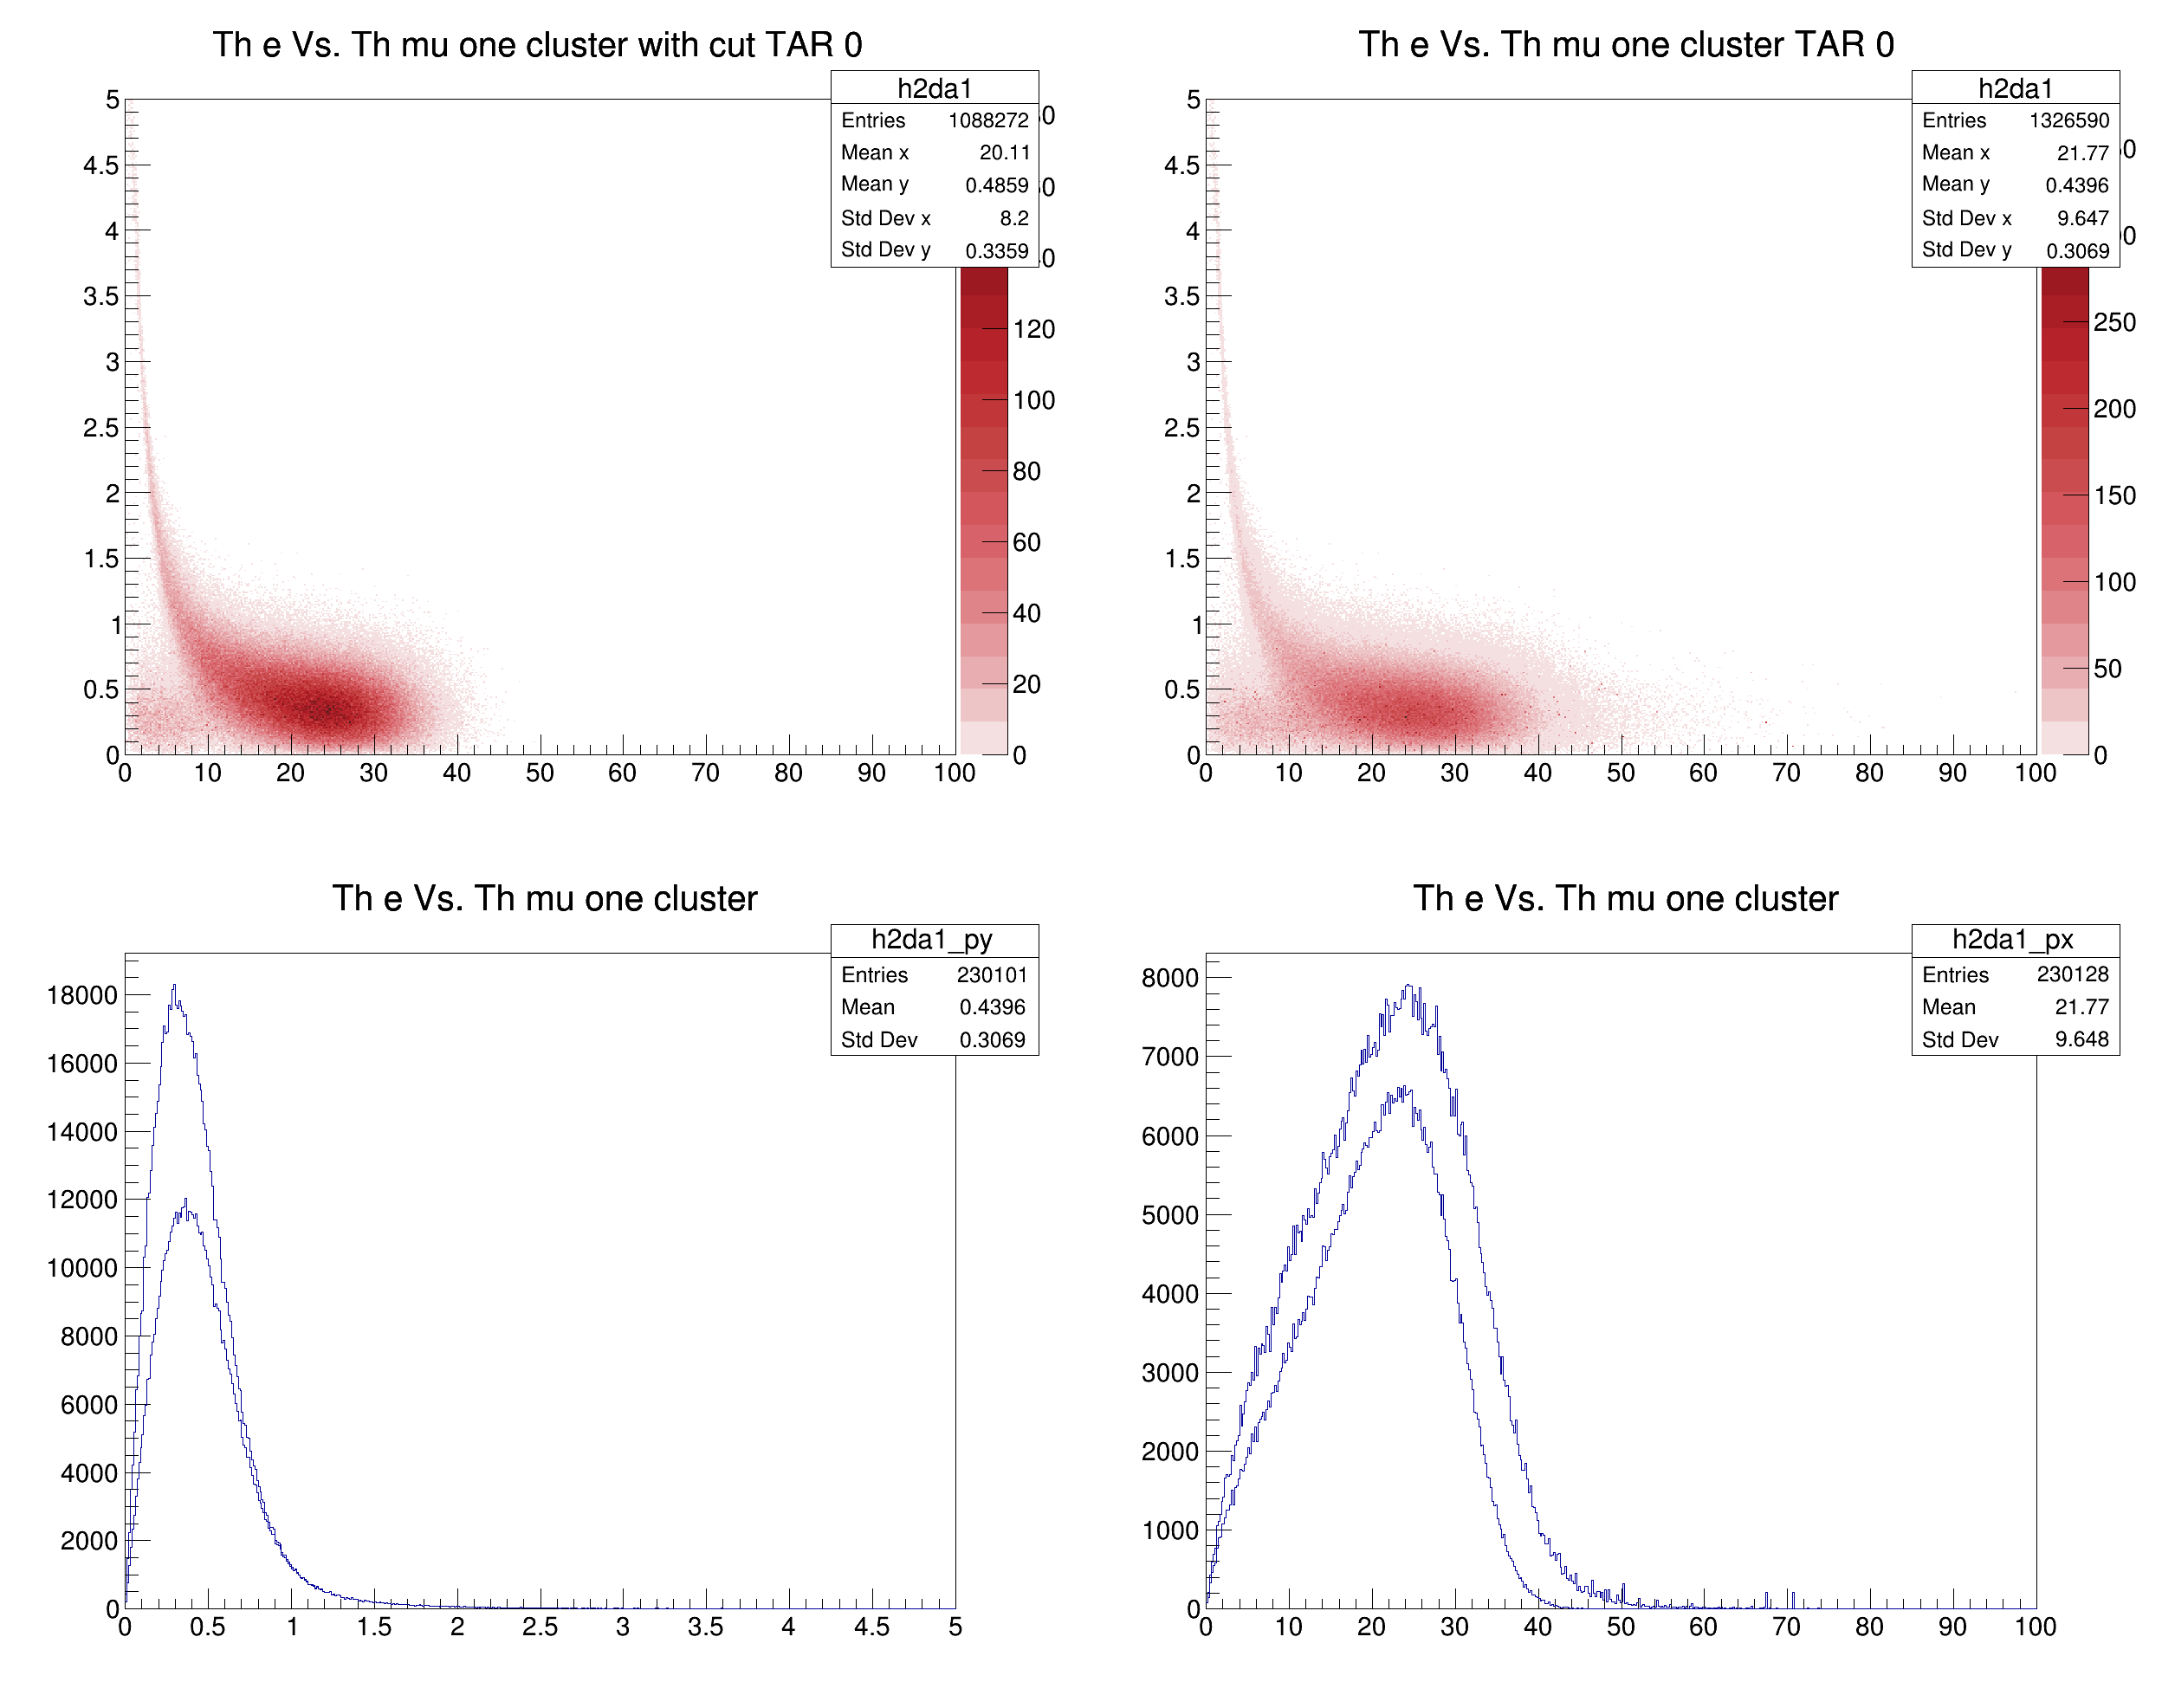 Th e Vs. Th mu one cluster with cut TAR 0
h2da1
Entries 1088272
Mean x 20.11
Mean y 0.4859
Std Dev x 8.2
Std Dev y 0.3359
5
4.5
4
3.5
3
2.5
2
1.5
1
0.5
0
0 10 20 30 40 50 60 70 80 90 100
120
100
80
60
40
20
0
Th e Vs. Th mu one cluster TAR 0
h2da1
Entries 1326590
Mean x 21.77
Mean y 0.4396
Std Dev x 9.647
Std Dev y 0.3069
5
4.5
4
3.5
3
2.5
2
1.5
1
0.5
0
0 10 20 30 40 50 60 70 80 90 100
250
200
150
100
50
0
Th e Vs. Th mu one cluster
h2da1_py
Entries 230101
Mean 0.4396
Std Dev 0.3069
18000
16000
14000
12000
10000
8000
6000
4000
2000
0
0 0.5 1 1.5 2 2.5 3 3.5 4 4.5 5
Th e Vs. Th mu one cluster
h2da1_px
Entries 230128
Mean 21.77
Std Dev 9.648
8000
7000
6000
5000
4000
3000
2000
1000
0
0 10 20 30 40 50 60 70 80 90 100